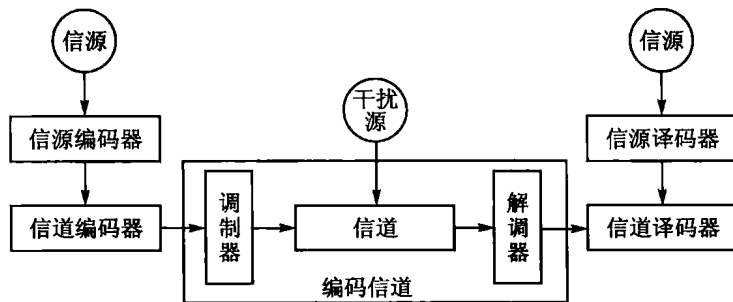 信源
信源
干扰
源
信源编码器
信源译码器
信道编码器
调制器
信道
解调器
信道译码器
编码信道